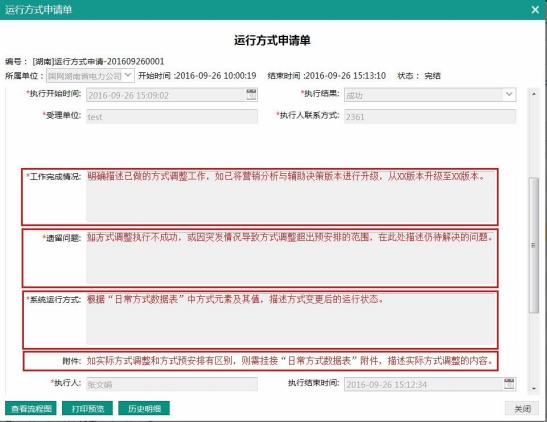 运行方式申请单
运行方式申请单
编号： [湖南]运行方式申请-201609260001
所属单位： 国网湖南省电力公司 开始时间 :2016-09-26 10:00:19 结束时间 :2016-09-26 15:13:10 状态： 完结
*执行开始时间: 2016-09-26 15:09:02 *执行结果: 成功
*受理单位: test *执行人联系方式: 2361
*工作完成情况: 明确描述已做的方式调整工作，如已将营销分析与辅助决策版本进行升级，从XX版本升级至XX版本。
*遗留问题: 如方式调整执行不成功，或因突发情况导致方式调整超出预安排的范围，在此处描述仍待解决的问题。
*系统运行方式: 根据“日常方式数据表”中方式元素及其值，描述方式变更后的运行状态。
附件: 如实际方式调整和方式预安排有区别，则需挂接“日常方式数据表”附件，描述实际方式调整的内容。
*执行人: 张文娟 执行结束时间: 2016-09-26 15:12:34
查看流程图 打印预览 历史明细 关闭